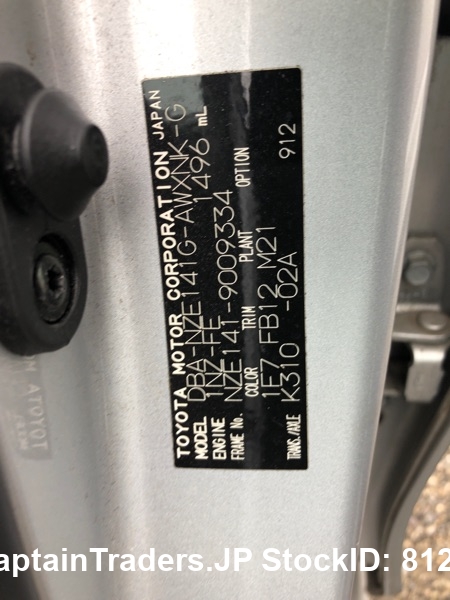 TOYOTA MOTOR CORPORATION JAPAN
MODEL DBA-NZE141G-AWXNK-G
ENGINE 1NZ-FE 1496 mL
FRAME No. NZE141-9009334
COLOR TRIM PLANT OPTION
1E7 FB12 M21 912
TRANS./AXLE K310 -02A
ATOYOT
aptainTraders.JP StockID: 812